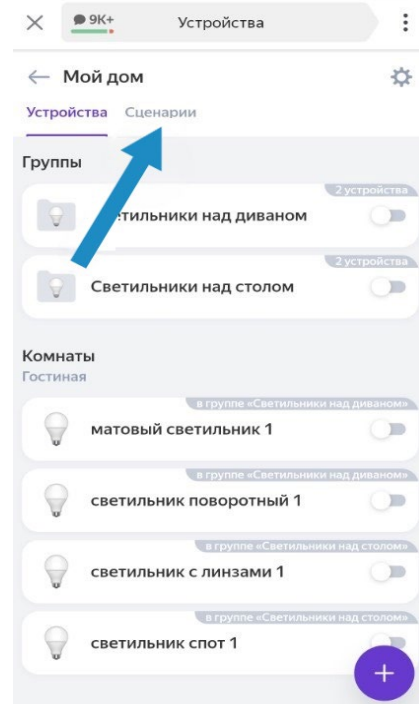 9K+ Устройства
Мой дом
Устройства Сценарии
Группы
2 устройства
тильники над диваном
2 устройства
Светильники над столом
Комнаты
Гостиная
в группе «Светильники над диваном»
матовый светильник 1
в группе «Светильники над диваном»
светильник поворотный 1
в группе «Светильники над столом»
светильник с линзами 1
в группе «Светильники над столом»
светильник спот 1